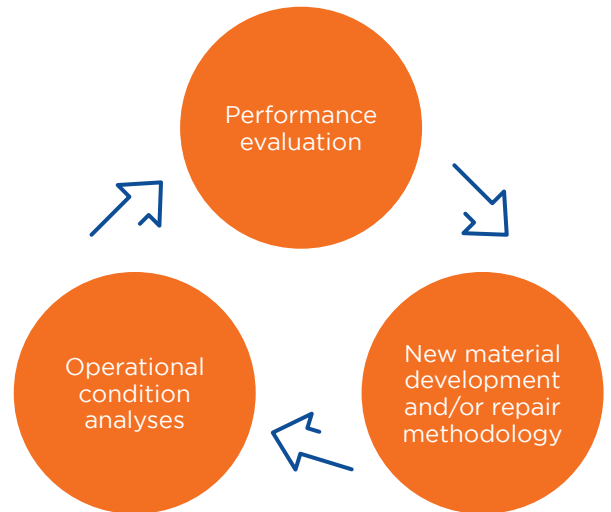 Performance
evaluation
Operational
condition
analyses
New material
development
and/or repair
methodology